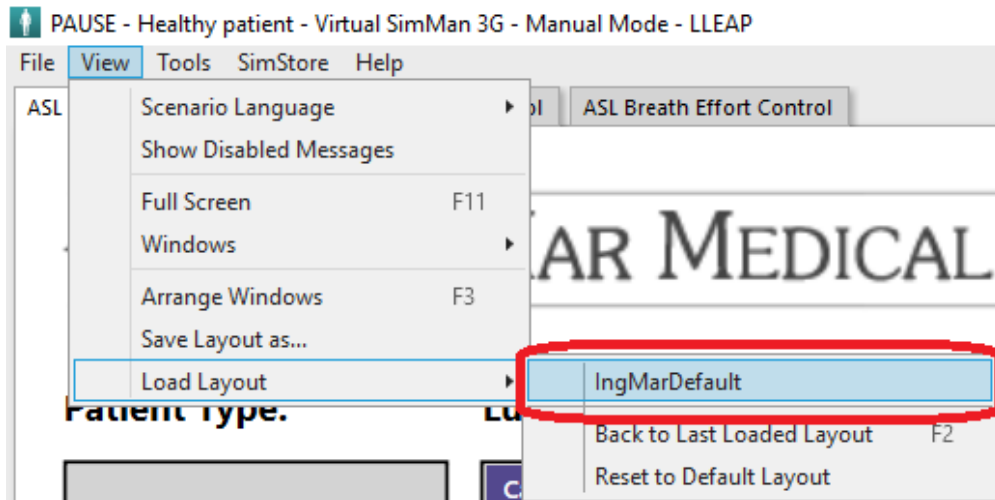 PAUSE - Healthy patient - Virtual SimMan 3G - Manual Mode - LLEAP
File View Tools SimStore Help
ASL ol ASL Breath Effort Control
Scenario Language
Show Disabled Messages
Full Screen F11
Windows
AR MEDICAL
Arrange Windows F3
Save Layout as...
Load Layout
IngMarDefault
Patient Type: Lu
Back to Last Loaded Layout F2
Reset to Default Layout